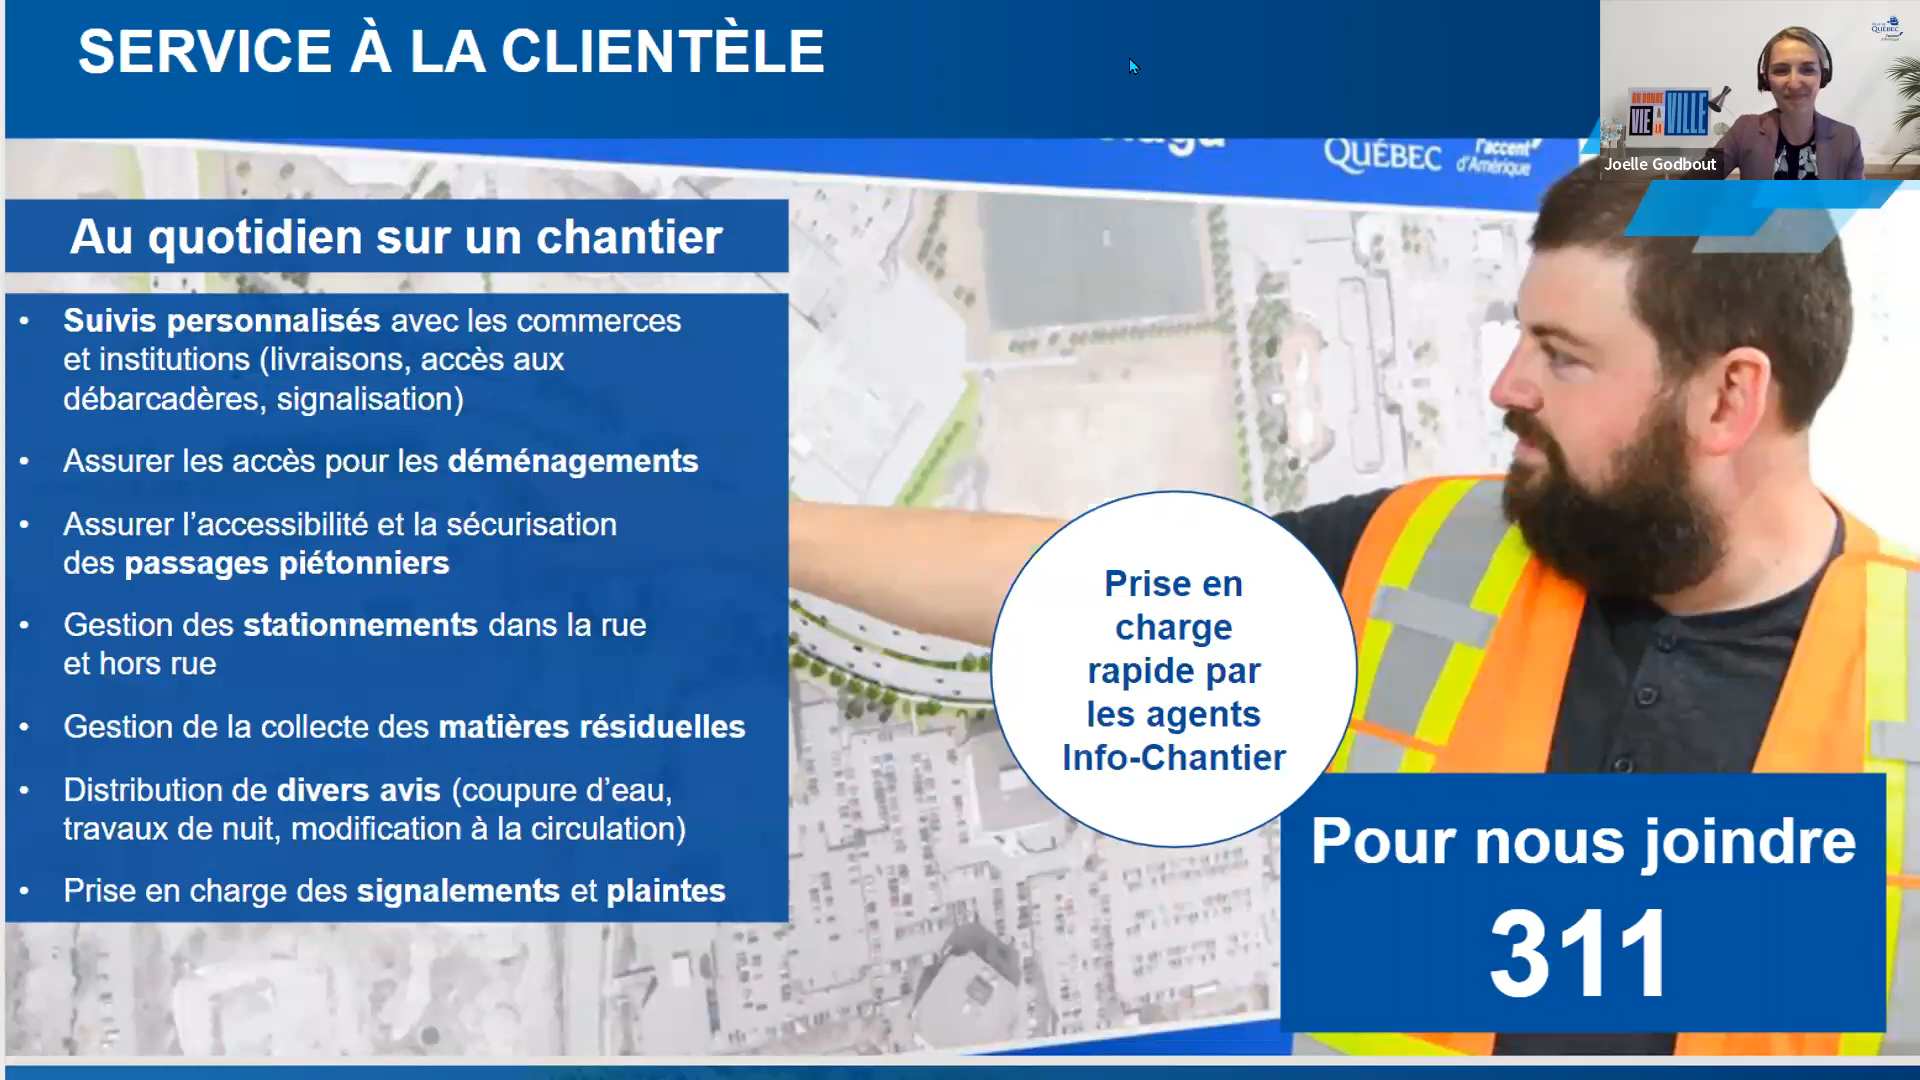 SERVICE À LA CLIENTÈLE
QUÉBEC
l'accent
d'Amérique
QUÉBEC
ON DONNE
VIE À LA VILLE
Joelle Godbout
Au quotidien sur un chantier
• Suivis personnalisés avec les commerces
et institutions (livraisons, accès aux
débarcadères, signalisation)
• Assurer les accès pour les déménagements
• Assurer l’accessibilité et la sécurisation
des passages piétonniers
• Gestion des stationnements dans la rue
et hors rue
• Gestion de la collecte des matières résiduelles
• Distribution de divers avis (coupure d’eau,
travaux de nuit, modification à la circulation)
• Prise en charge des signalements et plaintes
Prise en
charge
rapide par
les agents
Info-Chantier
Pour nous joindre
311